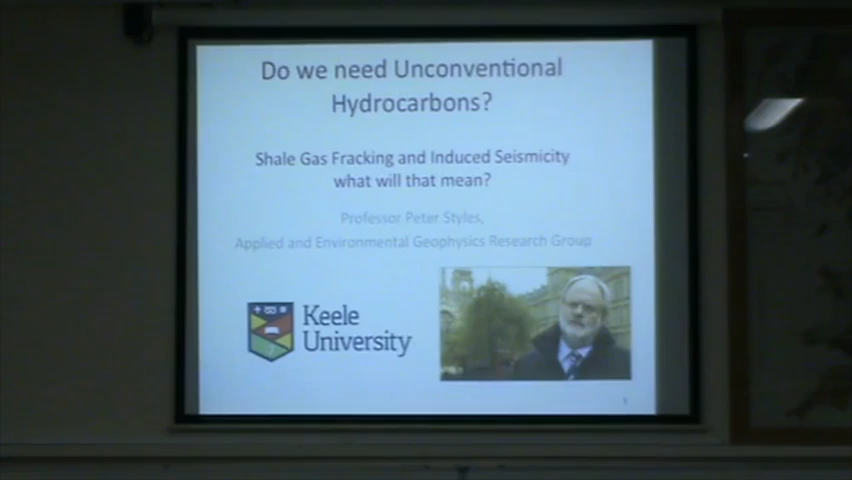 Do we need Unconventional
Hydrocarbons?
Shale Gas Fracking and Induced Seismicity
what will that mean?
Professor Peter Styles,
Applied and Environmental Geophysics Research Group
Keele
University
1